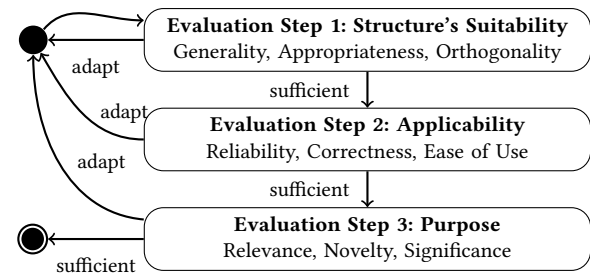 Evaluation Step 1: Structure's Suitability
Generality, Appropriateness, Orthogonality
adapt
sufficient
adapt
Evaluation Step 2: Applicability
Reliability, Correctness, Ease of Use
adapt
sufficient
Evaluation Step 3: Purpose
Relevance, Novelty, Significance
sufficient